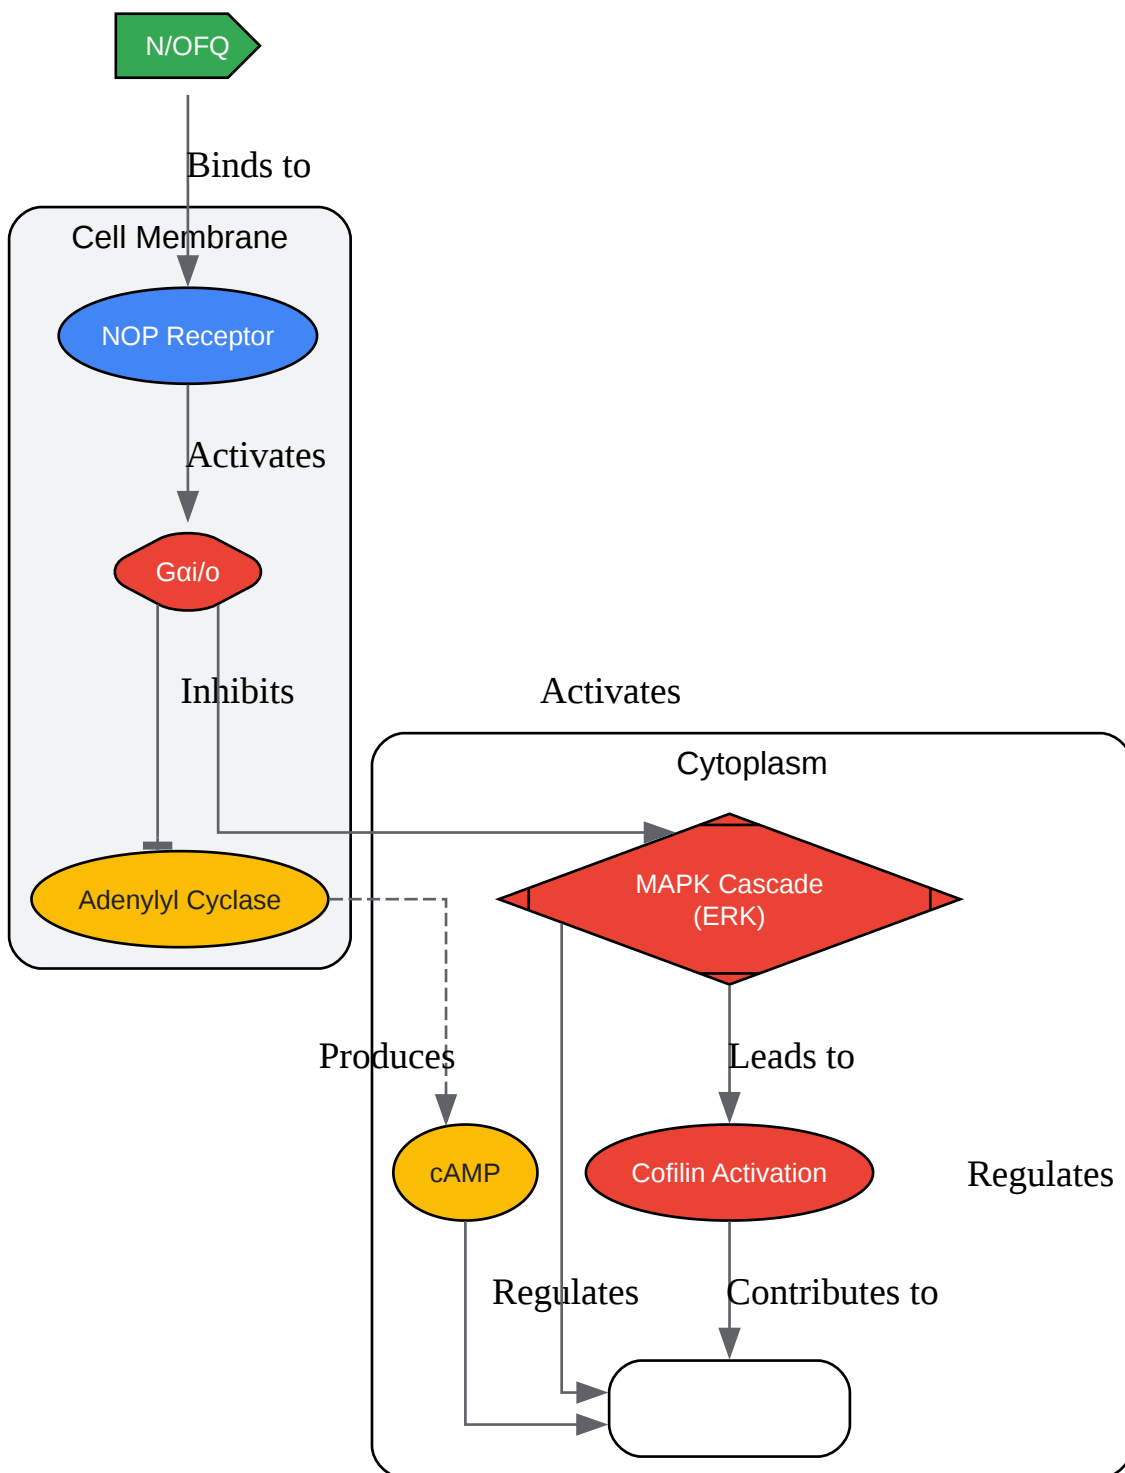 N/OFQ
Binds to
Cell Membrane
NOP Receptor
Activates
Gαi/o
Inhibits
Activates
Cytoplasm
MAPK Cascade
(ERK)
Adenylyl Cyclase
Produces
Leads to
cAMP
Cofilin Activation
Regulates
Regulates
Contributes to